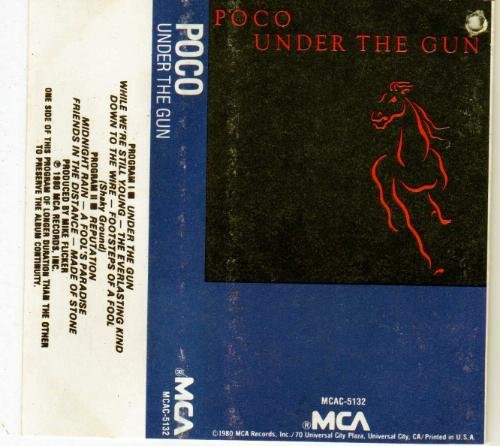 POCO
UNDER THE GUN
MCAC-5132
®MCA
©1980 MCA Records, Inc./70 Universal City Plaza, Universal City, CA/Printed in U.S.A.
POCO
UNDER THE GUN
®MCA
MCAC-5132
PROGRAM I ■ UNDER THE GUN
WHILE WE'RE STILL YOUNG — THE EVERLASTING KIND
DOWN TO THE WIRE — FOOTSTEPS OF A FOOL
(Shaky Ground)
PROGRAM II ■ REPUTATION
MIDNIGHT RAIN — A FOOL'S PARADISE
FRIENDS IN THE DISTANCE — MADE OF STONE
PRODUCED BY MIKE FLICKER
℗ 1980 MCA RECORDS, INC.
ONE SIDE OF THIS PROGRAM OF LONGER DURATION THAN THE OTHER
TO PRESERVE THE ALBUM CONTINUITY.